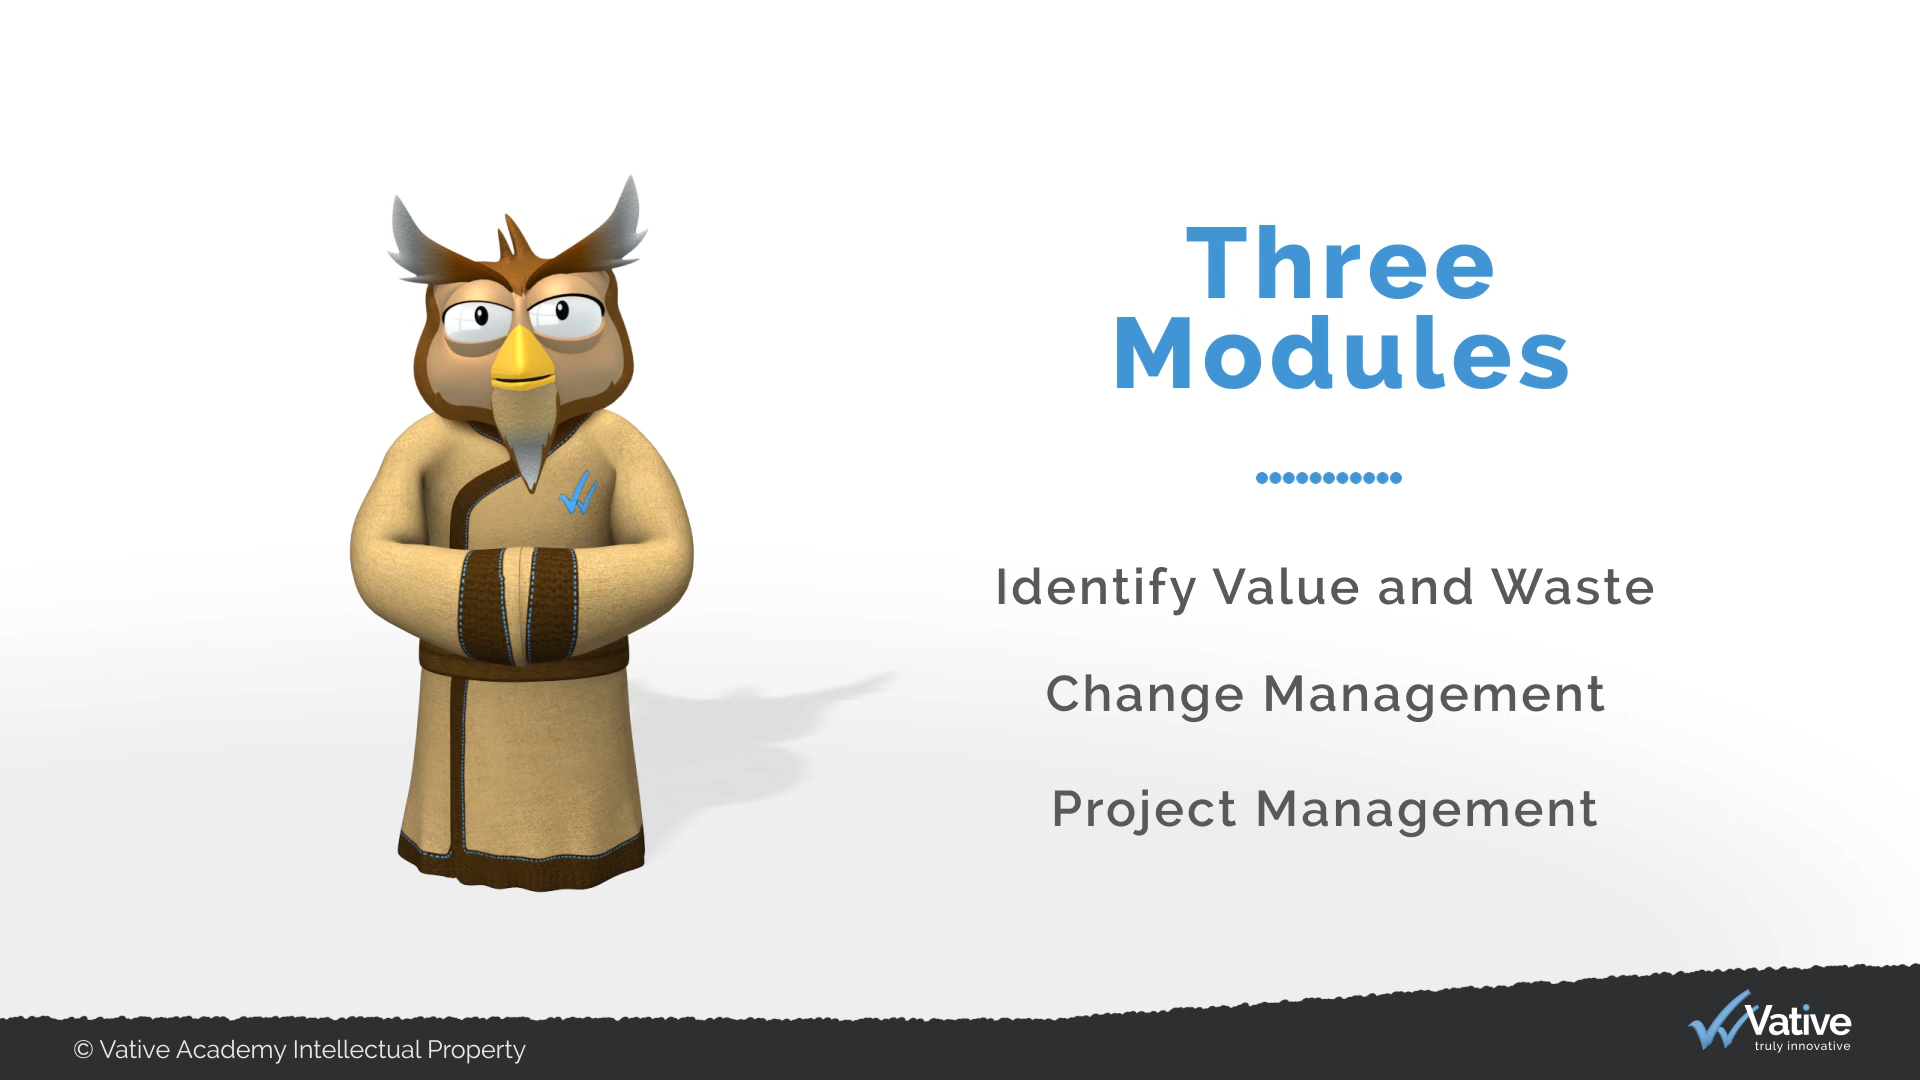 Three
Modules
Identify Value and Waste
Change Management
Project Management
© Vative Academy Intellectual Property
Vative
truly innovative